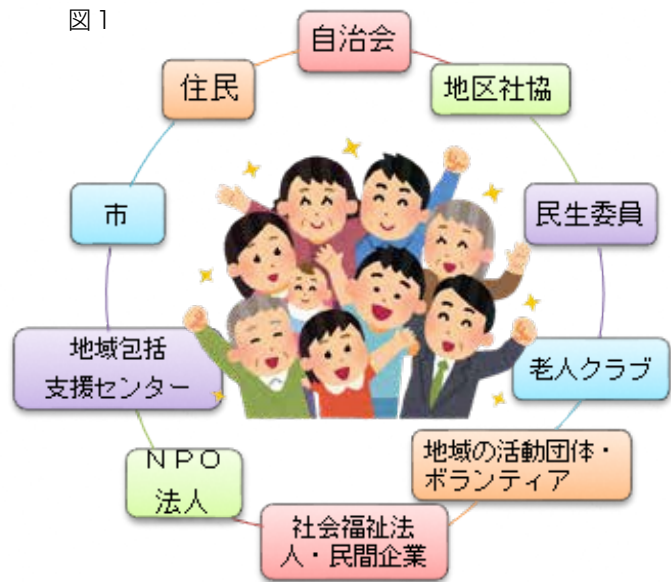 図1
自治会
地区社協
民生委員
老人クラブ
地域の活動団体・
ボランティア
社会福祉法
人・民間企業
ＮＰＯ
法人
地域包括
支援センター
市
住民